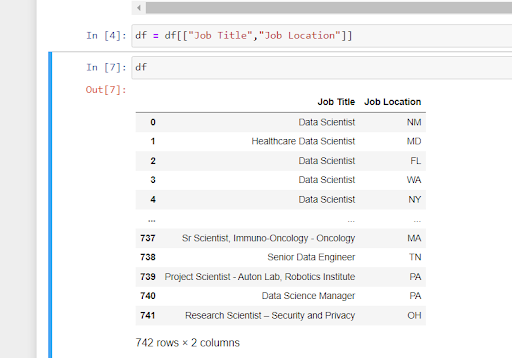 In [4]: df = df[["Job Title","Job Location"]]
In [7]: df
Out[7]:
Job Title Job Location
0 Data Scientist NM
1 Healthcare Data Scientist MD
2 Data Scientist FL
3 Data Scientist WA
4 Data Scientist NY
... ... ...
737 Sr Scientist, Immuno-Oncology - Oncology MA
738 Senior Data Engineer TN
739 Project Scientist - Auton Lab, Robotics Institute PA
740 Data Science Manager PA
741 Research Scientist – Security and Privacy OH
742 rows × 2 columns